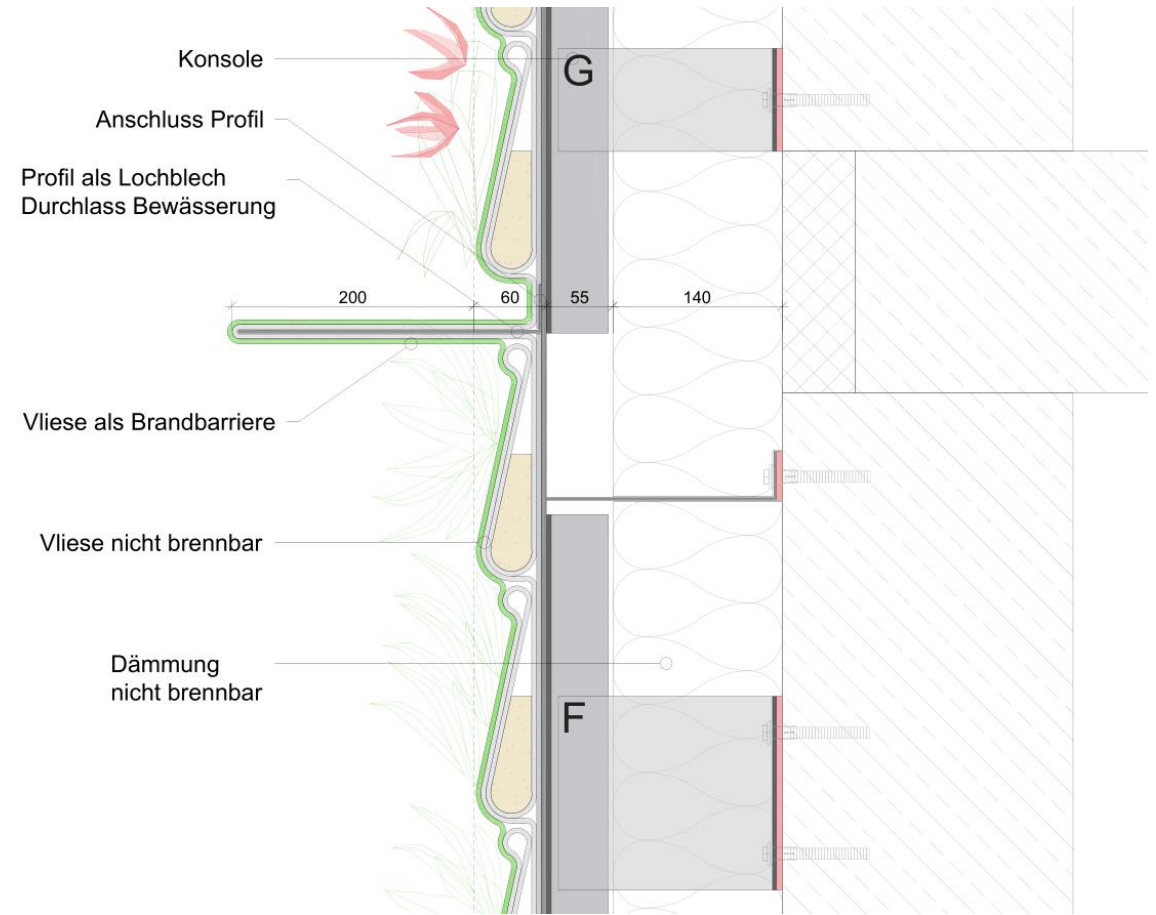 Konsole
G
Anschluss Profil
Profil als Lochblech
Durchlass Bewässerung
200 60 55 140
Vliese als Brandbarriere
Vliese nicht brennbar
Dämmung
nicht brennbar
F